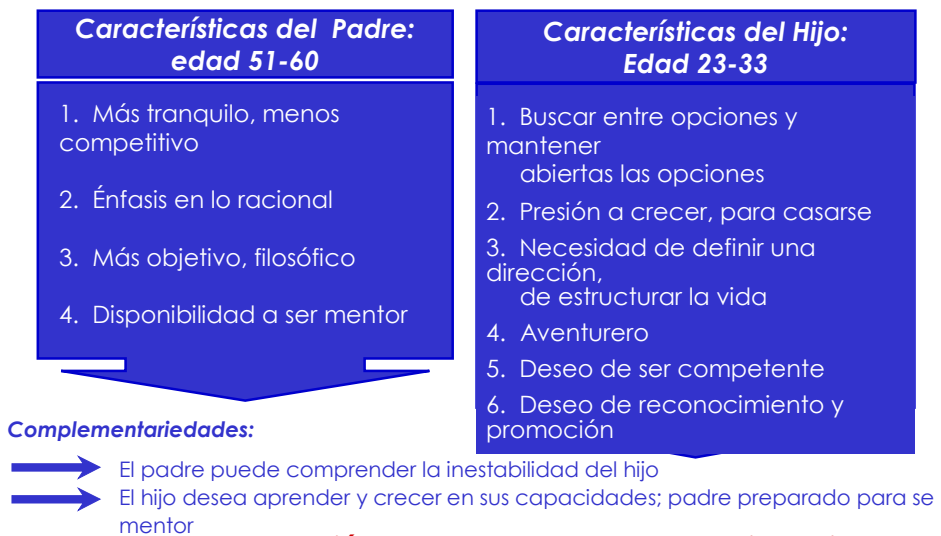 Características del Padre:
edad 51-60
1. Más tranquilo, menos
competitivo
2. Énfasis en lo racional
3. Más objetivo, filosófico
4. Disponibilidad a ser mentor
Características del Hijo:
Edad 23-33
1. Buscar entre opciones y
mantener
abiertas las opciones
2. Presión a crecer, para casarse
3. Necesidad de definir una
dirección,
de estructurar la vida
4. Aventurero
5. Deseo de ser competente
6. Deseo de reconocimiento y
promoción
Complementariedades:
El padre puede comprender la inestabilidad del hijo
El hijo desea aprender y crecer en sus capacidades; padre preparado para se
mentor